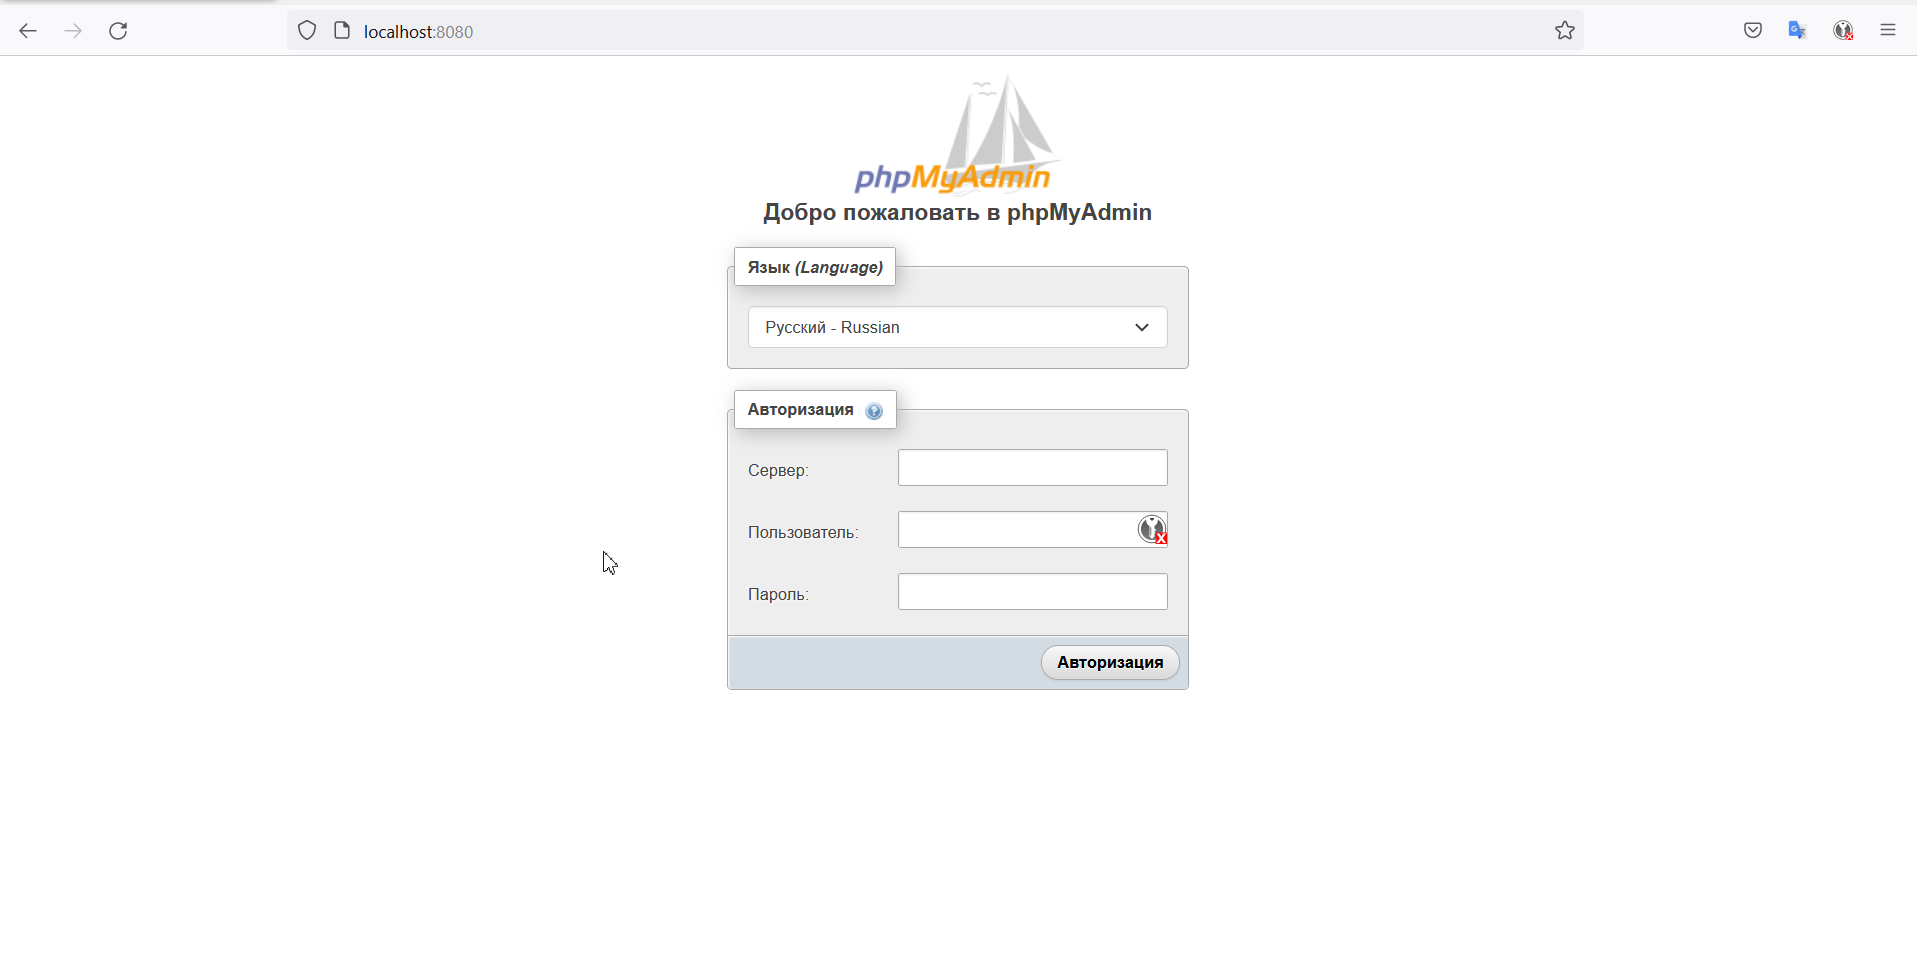 localhost:8080
phpMyAdmin
Добро пожаловать в phpMyAdmin
Язык (Language)
Русский - Russian
Авторизация
Сервер:
Пользователь:
Пароль:
Авторизация